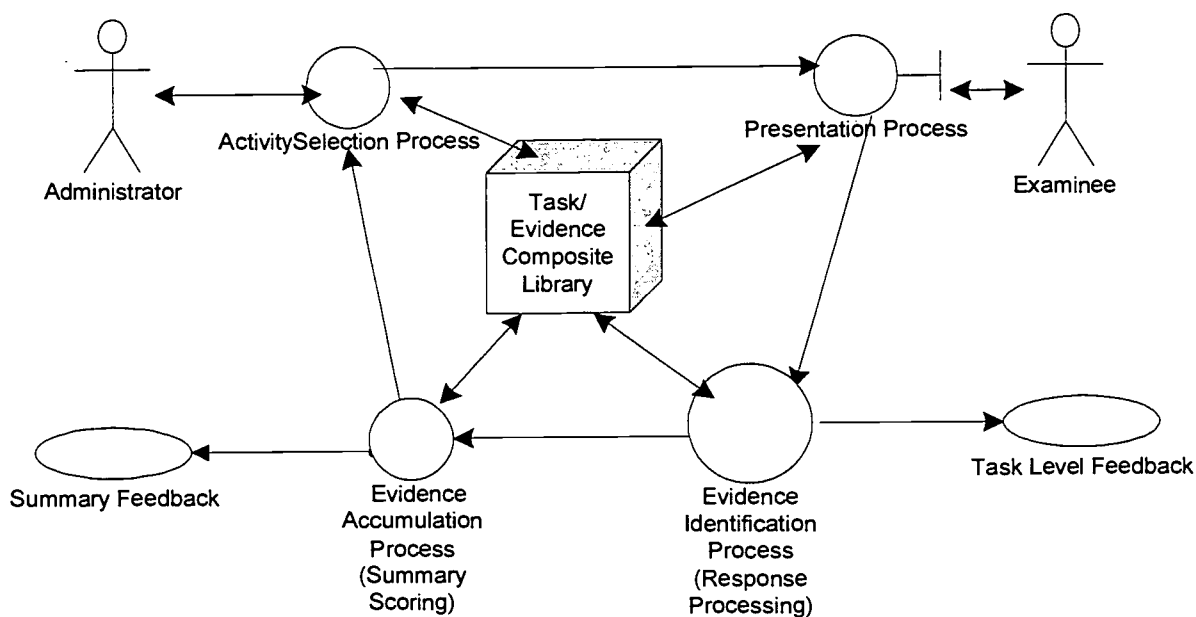 ActivitySelection Process
Presentation Process
Administrator
Examinee
Task/
Evidence
Composite
Library
Summary Feedback
Evidence
Accumulation
Process
(Summary
Scoring)
Evidence
Identification
Process
(Response
Processing)
Task Level Feedback